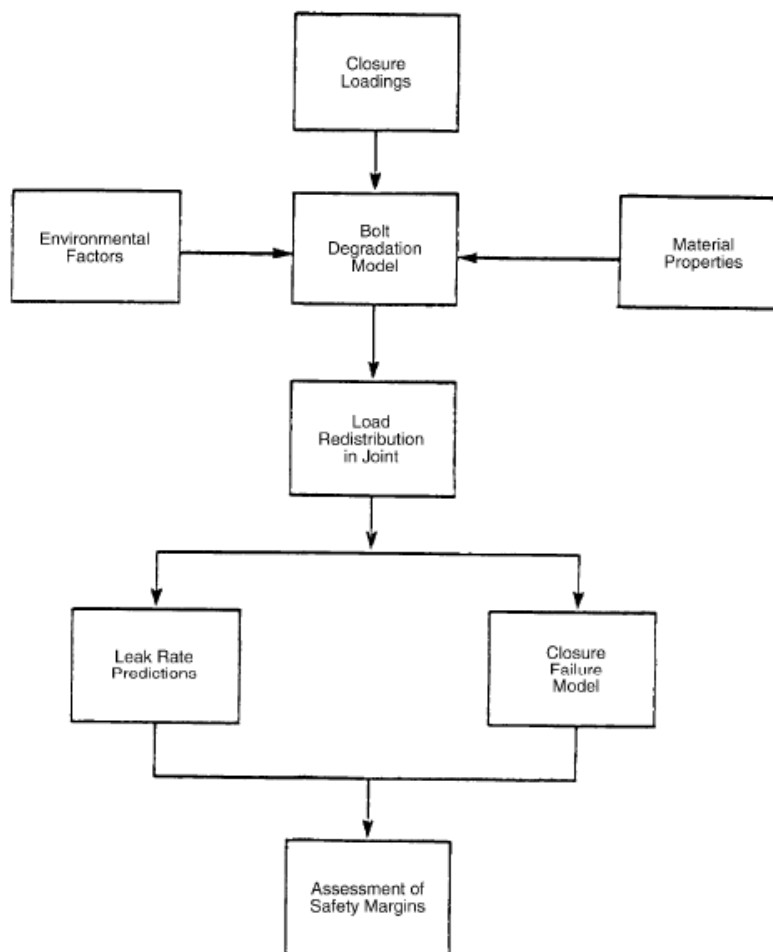 Closure
Loadings
Environmental
Factors
Bolt
Degradation
Model
Material
Properties
Load
Redistribution
in Joint
Leak Rate
Predictions
Closure
Failure
Model
Assessment of
Safety Margins